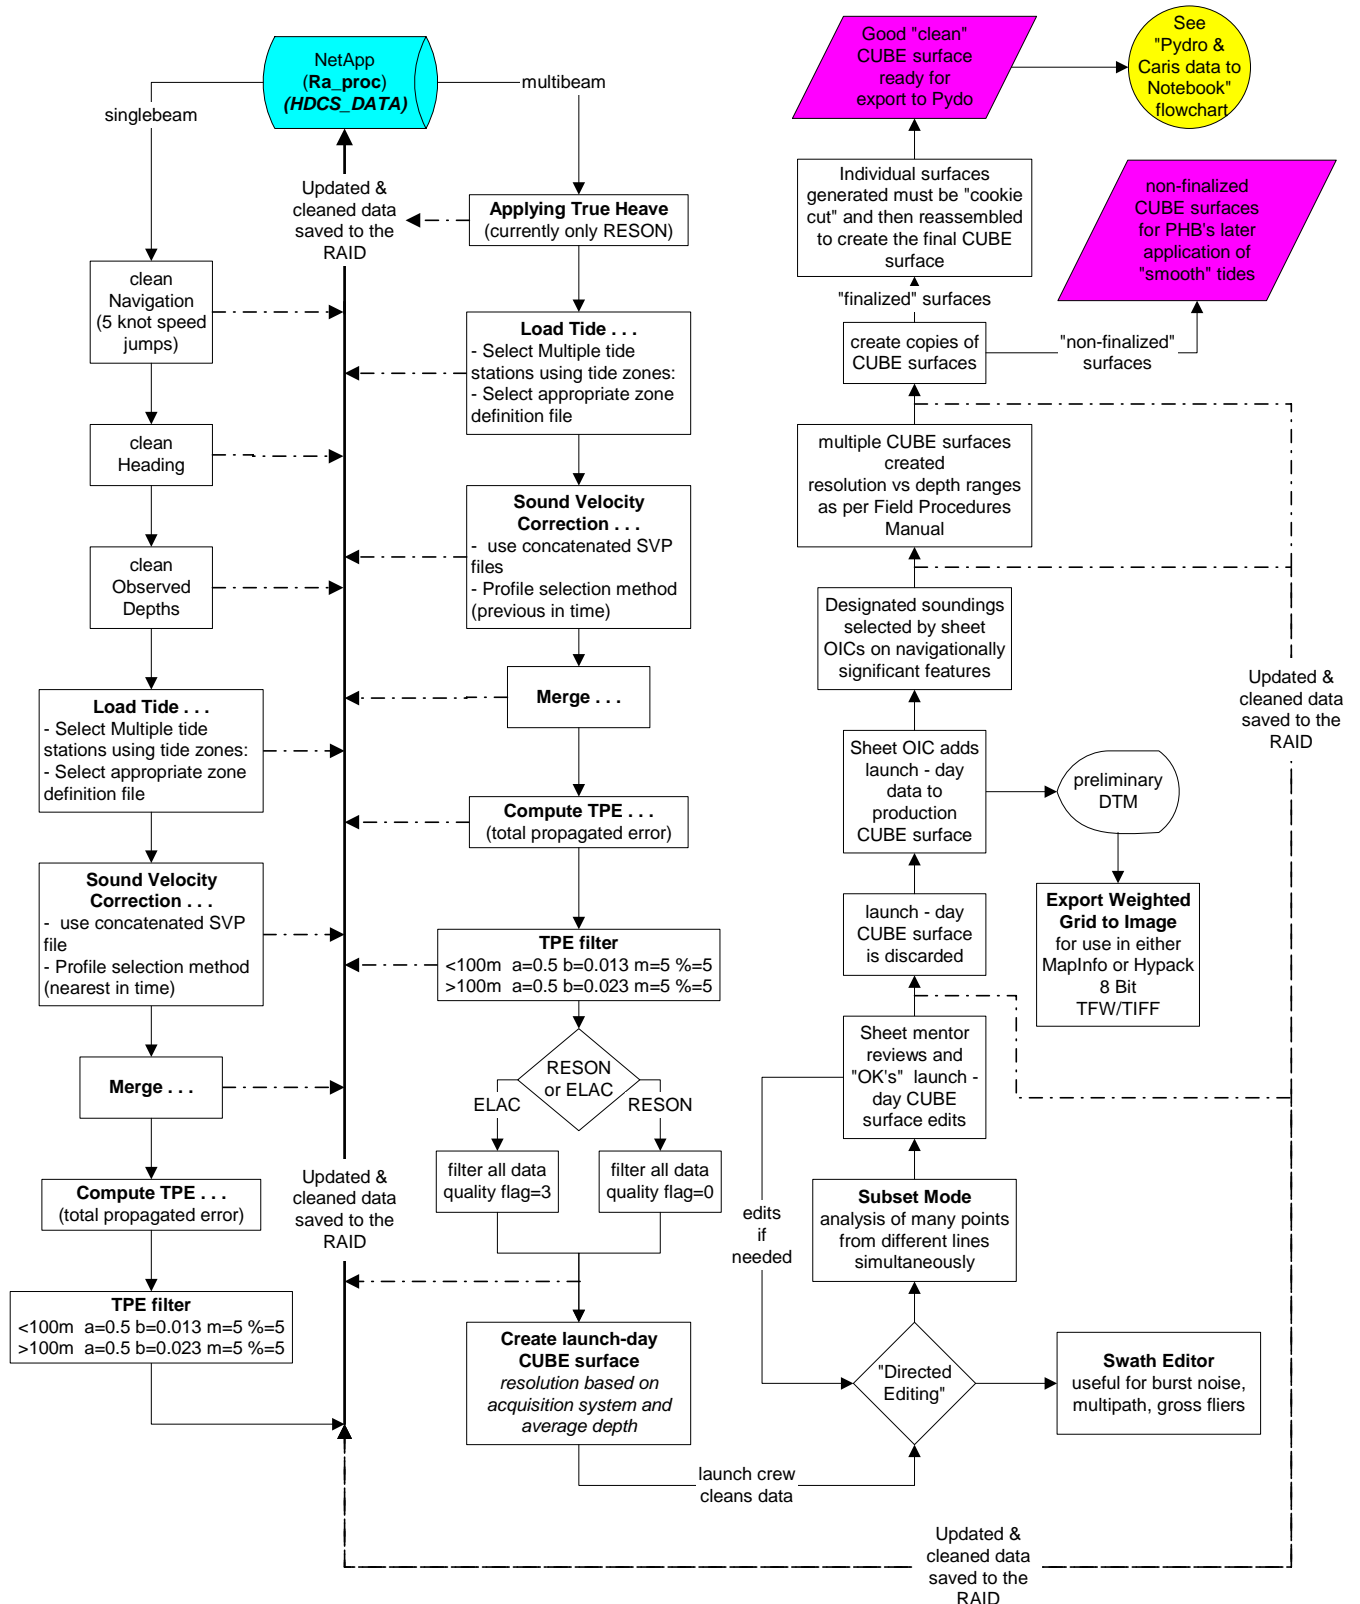 NetApp
(Ra_proc)
(HDCS_DATA)
singlebeam
multibeam
Updated &
cleaned data
saved to the
RAID
clean
Navigation
(5 knot speed
jumps)
clean
Heading
clean
Observed
Depths
Load Tide . . .
- Select Multiple tide
stations using tide zones:
- Select appropriate zone
definition file
Sound Velocity
Correction . . .
- use concatenated SVP
file
- Profile selection method
(nearest in time)
Merge . . .
Compute TPE . . .
(total propagated error)
TPE filter
<100m a=0.5 b=0.013 m=5 %=5
>100m a=0.5 b=0.023 m=5 %=5
Applying True Heave
(currently only RESON)
Load Tide . . .
- Select Multiple tide
stations using tide zones:
- Select appropriate zone
definition file
Sound Velocity
Correction . . .
- use concatenated SVP
files
- Profile selection method
(previous in time)
Merge . . .
Compute TPE . . .
(total propagated error)
TPE filter
<100m a=0.5 b=0.013 m=5 %=5
>100m a=0.5 b=0.023 m=5 %=5
RESON
or ELAC
ELAC
RESON
filter all data
quality flag=3
filter all data
quality flag=0
Updated &
cleaned data
saved to the
RAID
Create launch-day
CUBE surface
resolution based on
acquisition system and
average depth
launch crew
cleans data
"Directed
Editing"
Swath Editor
useful for burst noise,
multipath, gross fliers
edits
if
needed
Subset Mode
analysis of many points
from different lines
simultaneously
Sheet mentor
reviews and
"OK's" launch -
day CUBE
surface edits
launch - day
CUBE surface
is discarded
Sheet OIC adds
launch - day
data to
production
CUBE surface
preliminary
DTM
Export Weighted
Grid to Image
for use in either
MapInfo or Hypack
8 Bit
TFW/TIFF
Designated soundings
selected by sheet
OICs on navigationally
significant features
multiple CUBE surfaces
created
resolution vs depth ranges
as per Field Procedures
Manual
create copies of
CUBE surfaces
"finalized" surfaces
"non-finalized"
surfaces
Individual surfaces
generated must be "cookie
cut" and then reassembled
to create the final CUBE
surface
non-finalized
CUBE surfaces
for PHB's later
application of
"smooth" tides
Good "clean"
CUBE surface
ready for
export to Pydo
See
"Pydro &
Caris data to
Notebook"
flowchart
Updated &
cleaned data
saved to the
RAID
Updated &
cleaned data
saved to the
RAID